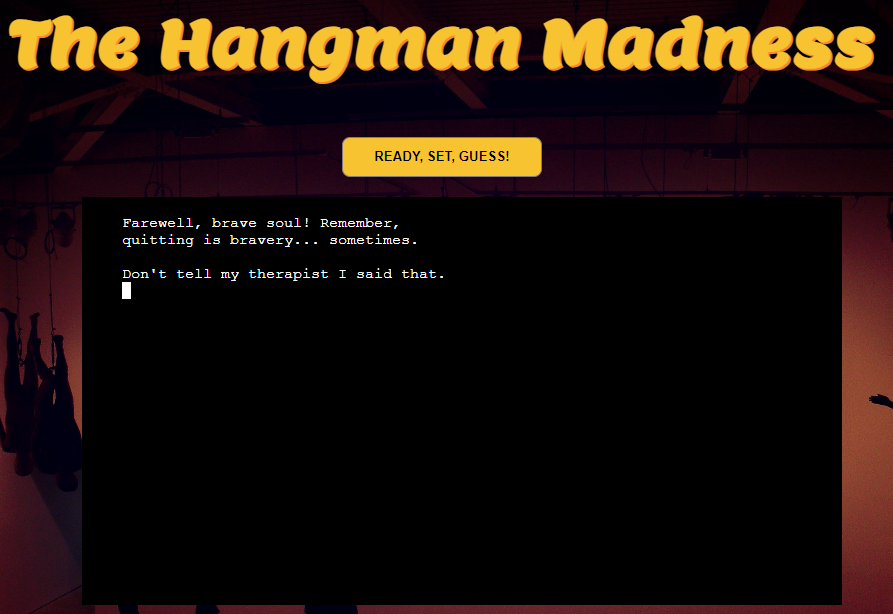 The Hangman Madness
READY, SET, GUESS!
Farewell, brave soul! Remember,
quitting is bravery... sometimes.
Don't tell my therapist I said that.